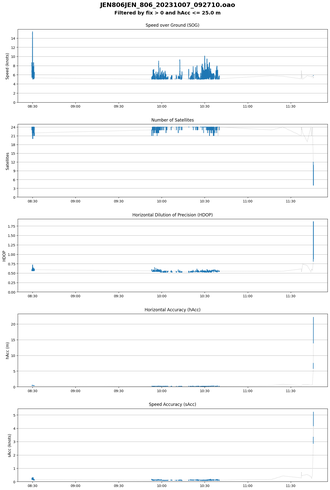 JEN806JEN_806_20231007_092710.oao
Filtered by fix > 0 and hAcc <= 25.0 m
Speed over Ground (SOG)
Speed (knots)
14
12
10
8
6
4
2
0
08:30 09:00 09:30 10:00 10:30 11:00 11:30
Number of Satellites
Satellites
24
21
18
15
12
9
6
3
0
08:30 09:00 09:30 10:00 10:30 11:00 11:30
Horizontal Dilution of Precision (HDOP)
HDOP
1.75
1.50
1.25
1.00
0.75
0.50
0.25
0.00
08:30 09:00 09:30 10:00 10:30 11:00 11:30
Horizontal Accuracy (hAcc)
hAcc (m)
20
15
10
5
0
08:30 09:00 09:30 10:00 10:30 11:00 11:30
Speed Accuracy (sAcc)
sAcc (knots)
5
4
3
2
1
0
08:30 09:00 09:30 10:00 10:30 11:00 11:30